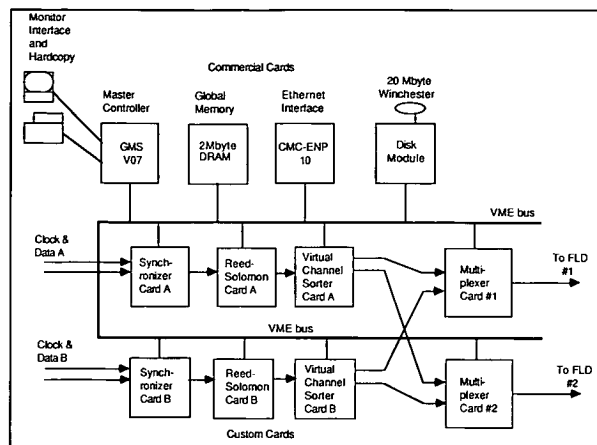 Monitor
Interface
and
Hardcopy
Commercial Cards
20 Mbyte
Winchester
Master
Controller
Global
Memory
Ethernet
Interface
GMS
V07
2Mbyte
DRAM
CMC-ENP
10
Disk
Module
VME bus
Clock &
Data A
Synch-
ronizer
Card A
Reed-
Solomon
Card A
Virtual
Channel
Sorter
Card A
Multi-
plexer
Card #1
To FLD
#1
VME bus
Clock &
Data B
Synch-
ronizer
Card B
Reed-
Solomon
Card B
Virtual
Channel
Sorter
Card B
Multi-
plexer
Card #2
To FLD
#2
Custom Cards